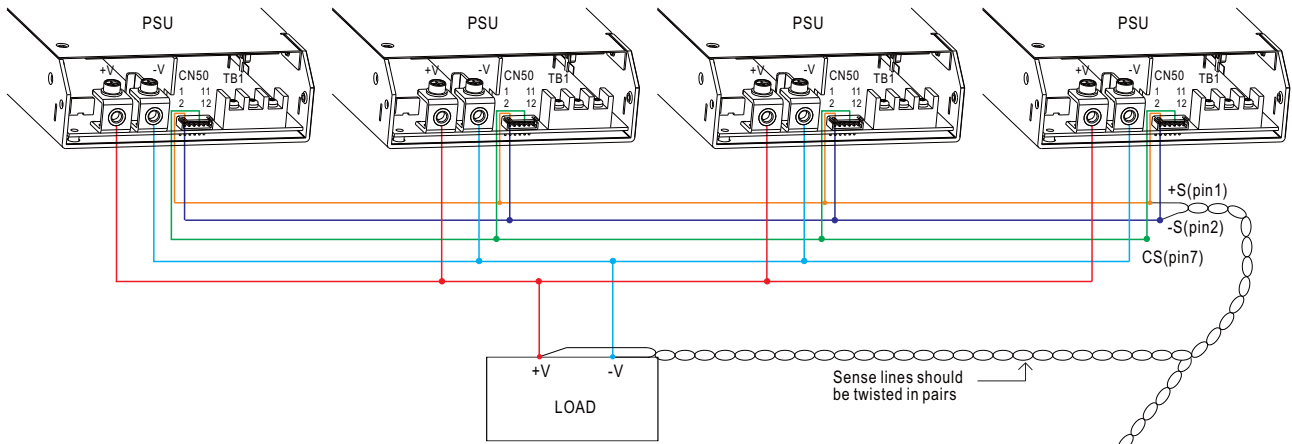 PSU PSU PSU PSU
+V -V CN50 TB1
1 11
2 12
+V -V CN50 TB1
1 11
2 12
+V -V CN50 TB1
1 11
2 12
+V -V CN50 TB1
1 11
2 12
+S(pin1)
-S(pin2)
CS(pin7)
+V -V
LOAD
Sense lines should
be twisted in pairs